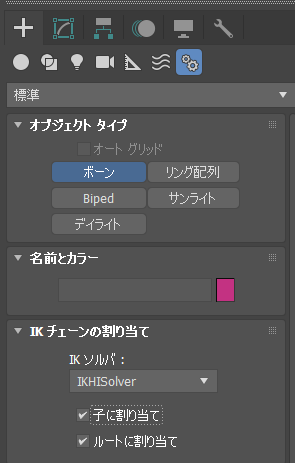 標準
オブジェクト タイプ
オート グリッド
ボーン リング配列
Biped サンライト
デイライト
名前とカラー
IK チェーンの割り当て
IK ソルバ :
IKHISolver
子に割り当て
ルートに割り当て